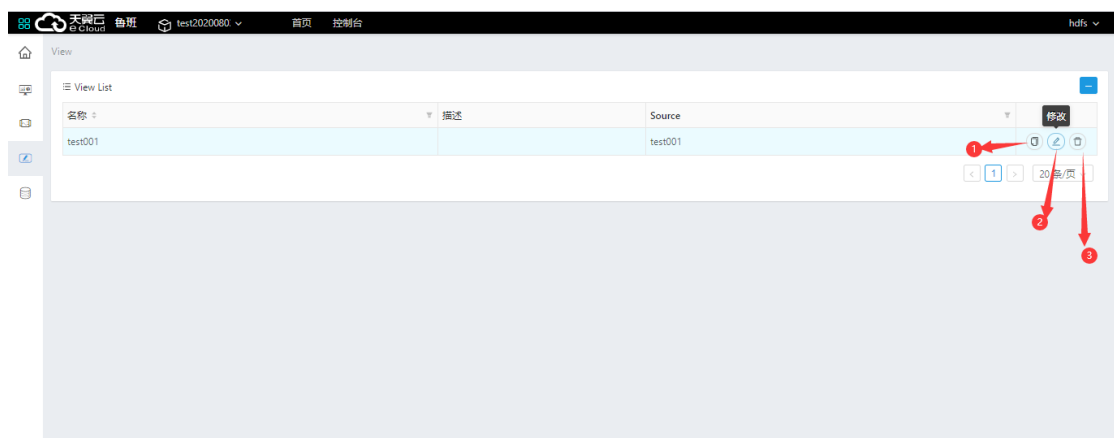 天翼云 e Cloud 鲁班 test2020080. 首页 控制台 hdfs
View
View List
名称 描述 Source 修改
test001 test001
1
1 20 条/页
2
3